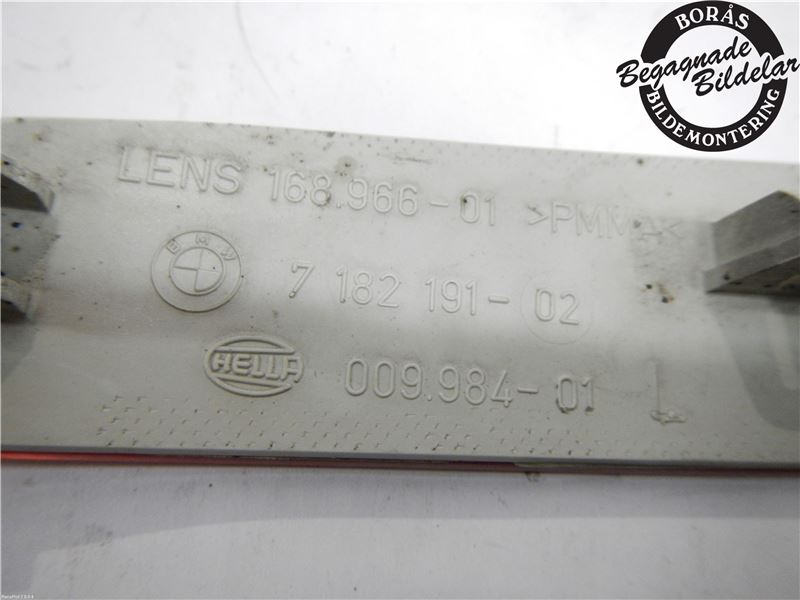 BORÅS
Begagnade
Bildelar
BILDEMONTERING
LENS 168.966-01 >PMMA<
BMW
7 182 191-02
HELLA 009.984-01 L